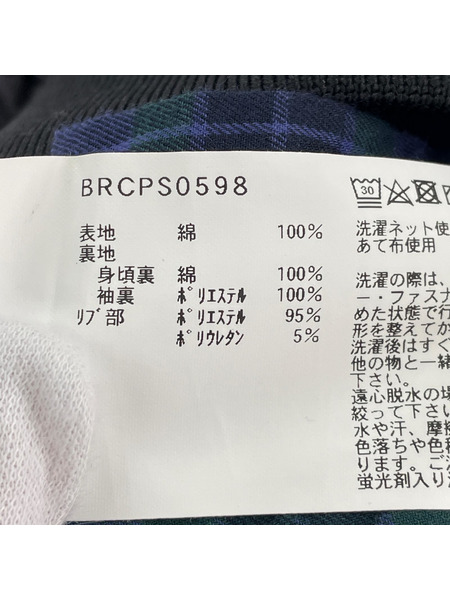 BRCPS0598
表地 綿 100%
裏地
身頃裏 綿 100%
袖裏 ﾎﾟﾘｴｽﾃﾙ 100%
ﾘﾌﾞ部 ﾎﾟﾘｴｽﾃﾙ 95%
ﾎﾟﾘｳﾚﾀﾝ 5%
30
洗濯ネット使
あて布使用
洗濯の際は、
ー・ファスナ
めた状態で行
形を整えてか
洗濯後はすぐ
他の物と一緒
下さい。
遠心脱水の場
絞って下さい
水や汗、摩擦
色落ちや色移
ります。ご注
蛍光剤入り